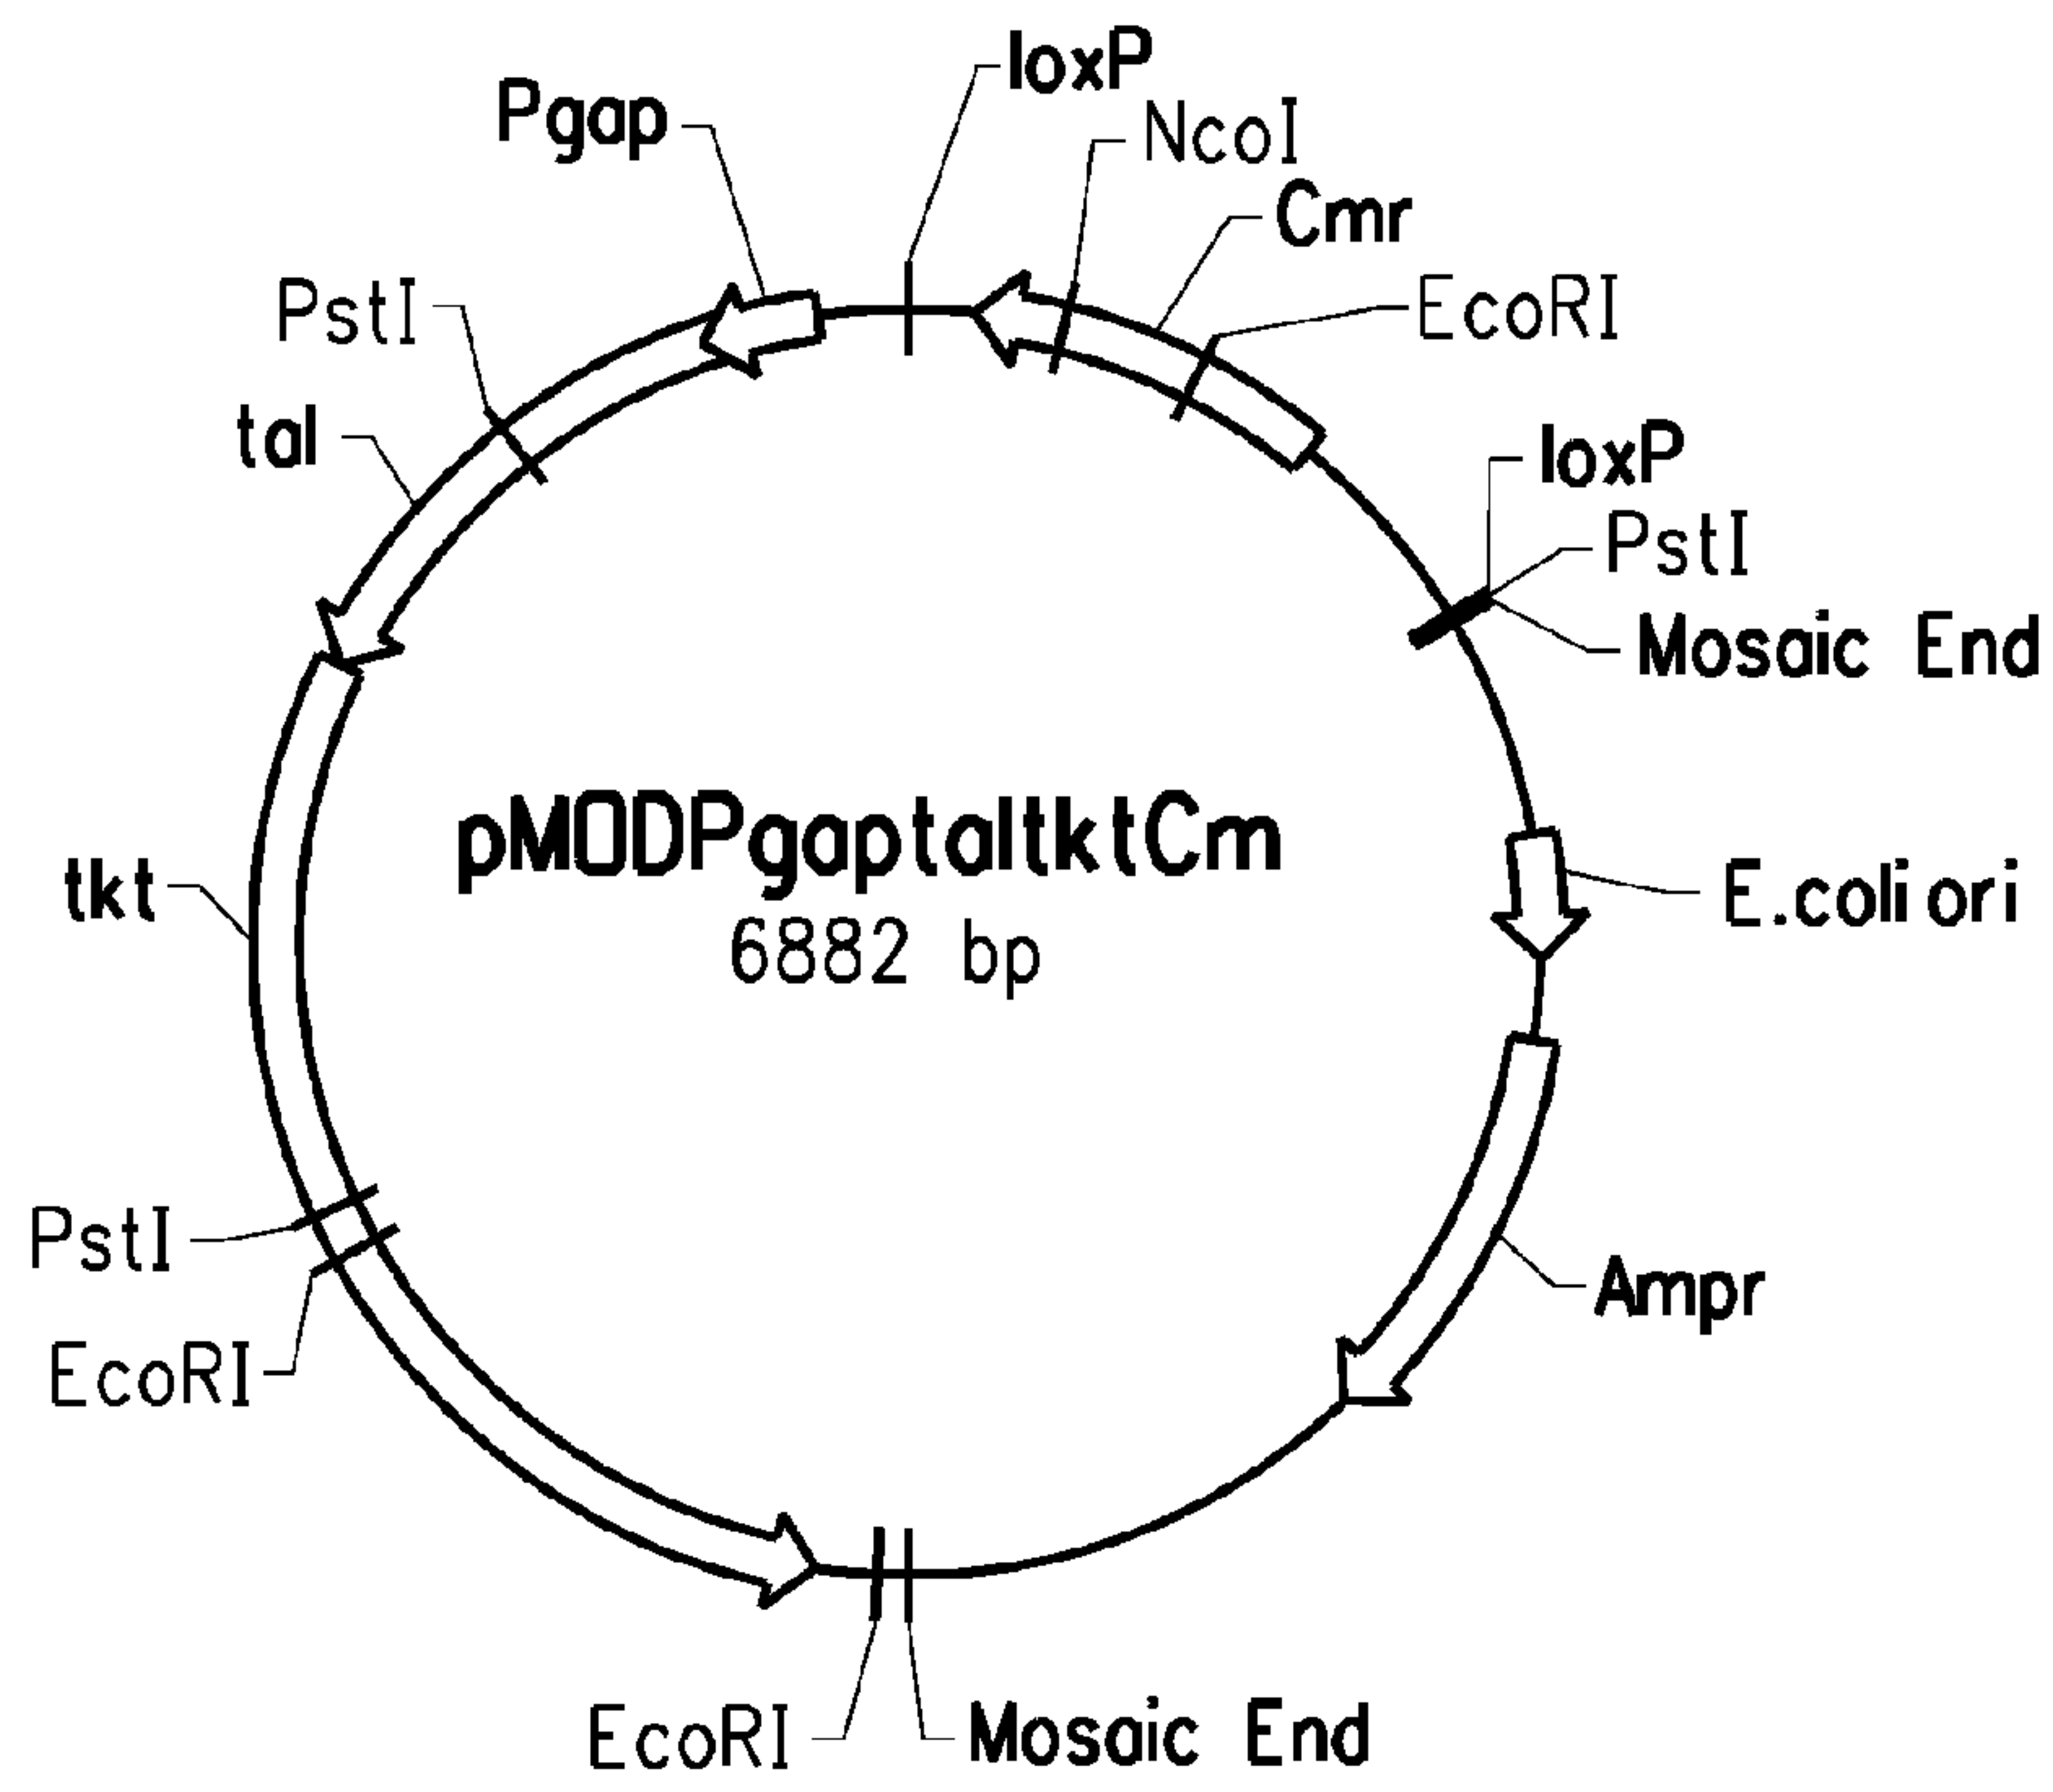 loxP
Pgap
NcoI
Cmr
PstI
EcoRI
tal
loxP
PstI
Mosaic End
pMODPgaptaltktCm
tkt
E.coli ori
6882 bp
PstI
Ampr
EcoRI
EcoRI
Mosaic End